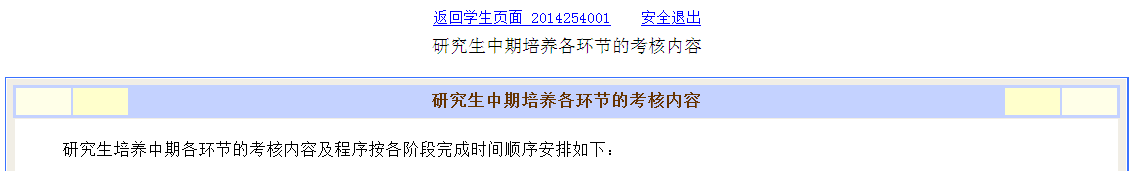 返回学生页面 2014254001 安全退出
研究生中期培养各环节的考核内容
研究生中期培养各环节的考核内容
研究生培养中期各环节的考核内容及程序按各阶段完成时间顺序安排如下：